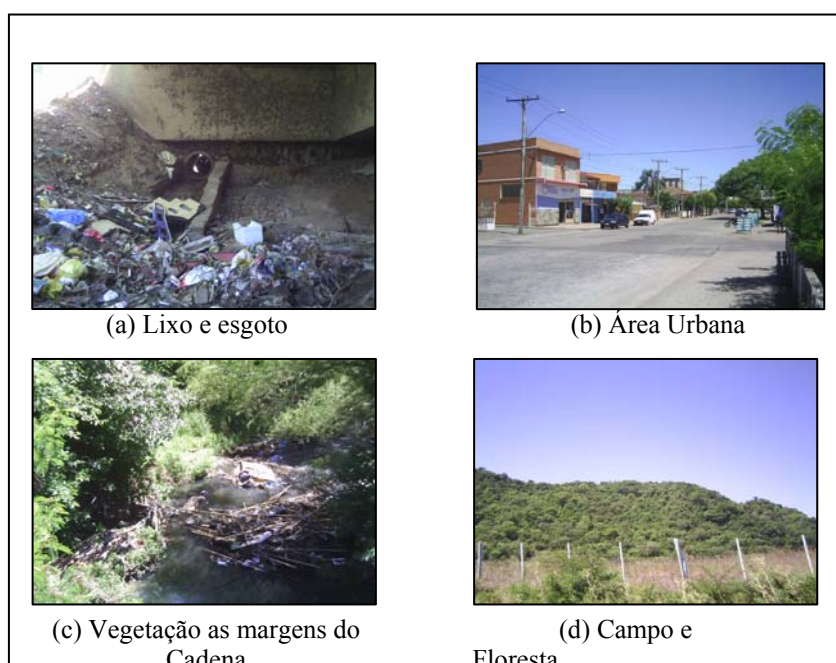 (a) Lixo e esgoto
(b) Área Urbana
(c) Vegetação as margens do
Cadena
(d) Campo e
Floresta